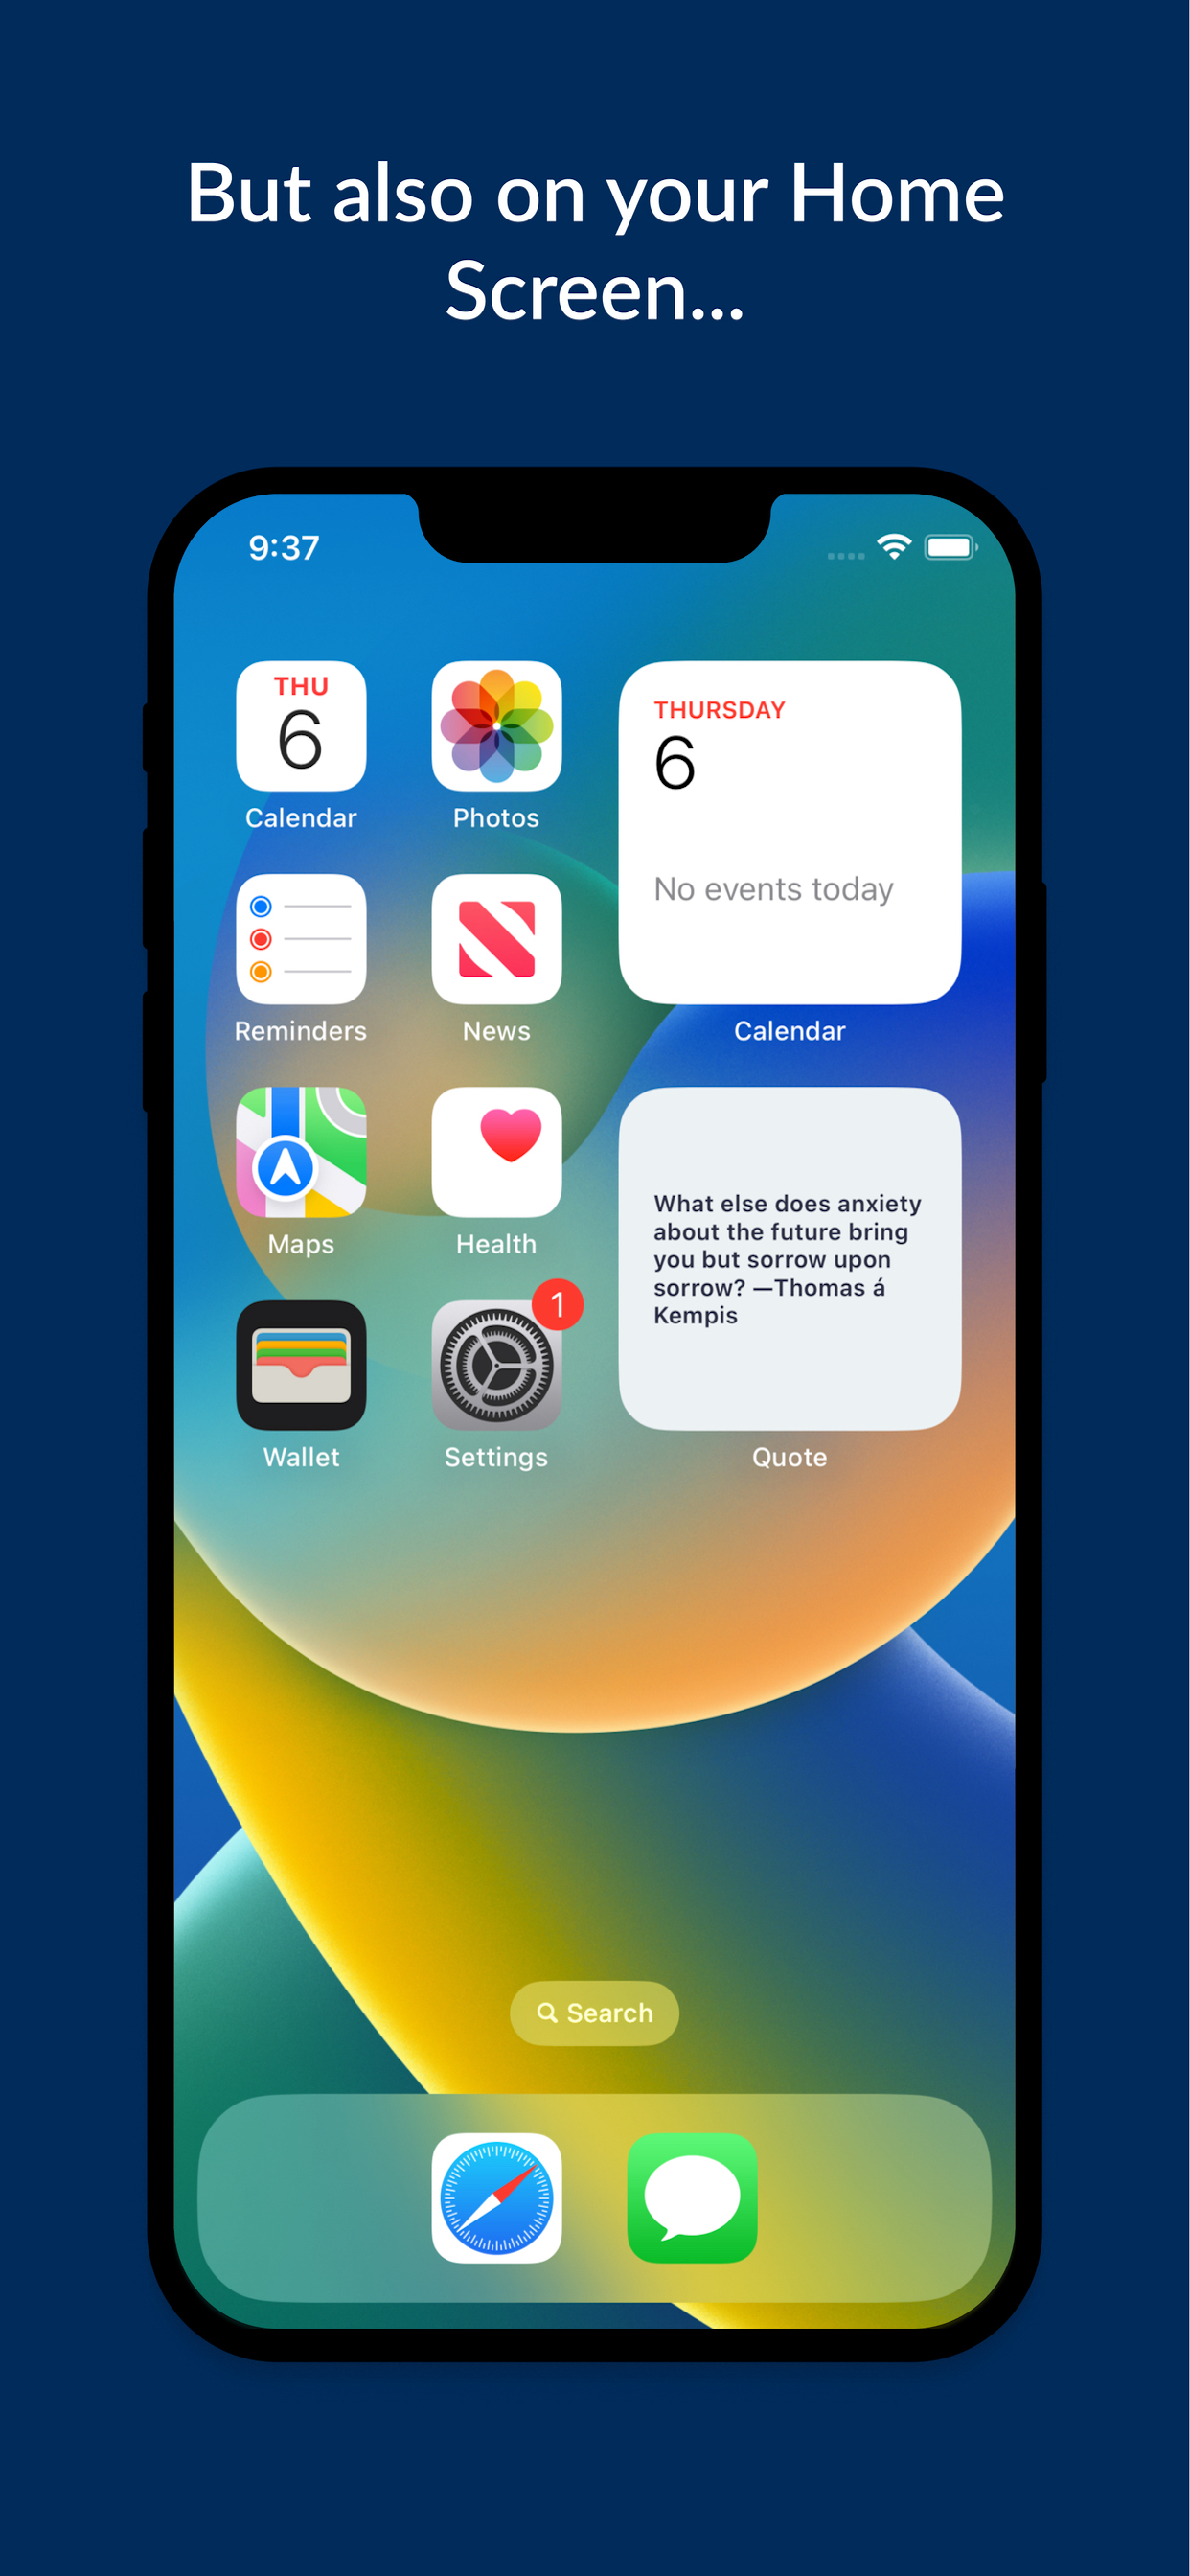 But also on your Home
Screen...
9:37
THU
6
Calendar
Photos
THURSDAY
6
No events today
Calendar
Reminders
News
Maps
Health
What else does anxiety
about the future bring
you but sorrow upon
sorrow? —Thomas á
Kempis
Quote
Wallet
1
Settings
Search